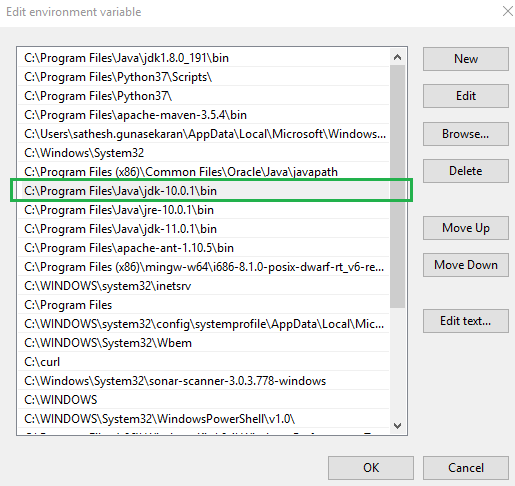 Edit environment variable
C:\Program Files\Java\jdk1.8.0_191\bin
New
C:\Program Files\Python37\Scripts\
C:\Program Files\Python37\
Edit
C:\Program Files\apache-maven-3.5.4\bin
C:\Users\sathesh.gunasekaran\AppData\Local\Microsoft\Windows...
Browse...
C:\Windows\System32
C:\Program Files (x86)\Common Files\Oracle\Java\javapath
Delete
C:\Program Files\Java\jdk-10.0.1\bin
C:\Program Files\Java\jre-10.0.1\bin
C:\Program Files\Java\jdk-11.0.1\bin
Move Up
C:\Program Files\apache-ant-1.10.5\bin
C:\Program Files (x86)\mingw-w64\i686-8.1.0-posix-dwarf-rt_v6-re...
Move Down
C:\WINDOWS\system32\inetsrv
C:\Program Files
C:\WINDOWS\system32\config\systemprofile\AppData\Local\Mic...
Edit text...
C:\WINDOWS\System32\Wbem
C:\curl
C:\Windows\System32\sonar-scanner-3.0.3.778-windows
C:\WINDOWS
C:\WINDOWS\System32\WindowsPowerShell\v1.0\
OK
Cancel